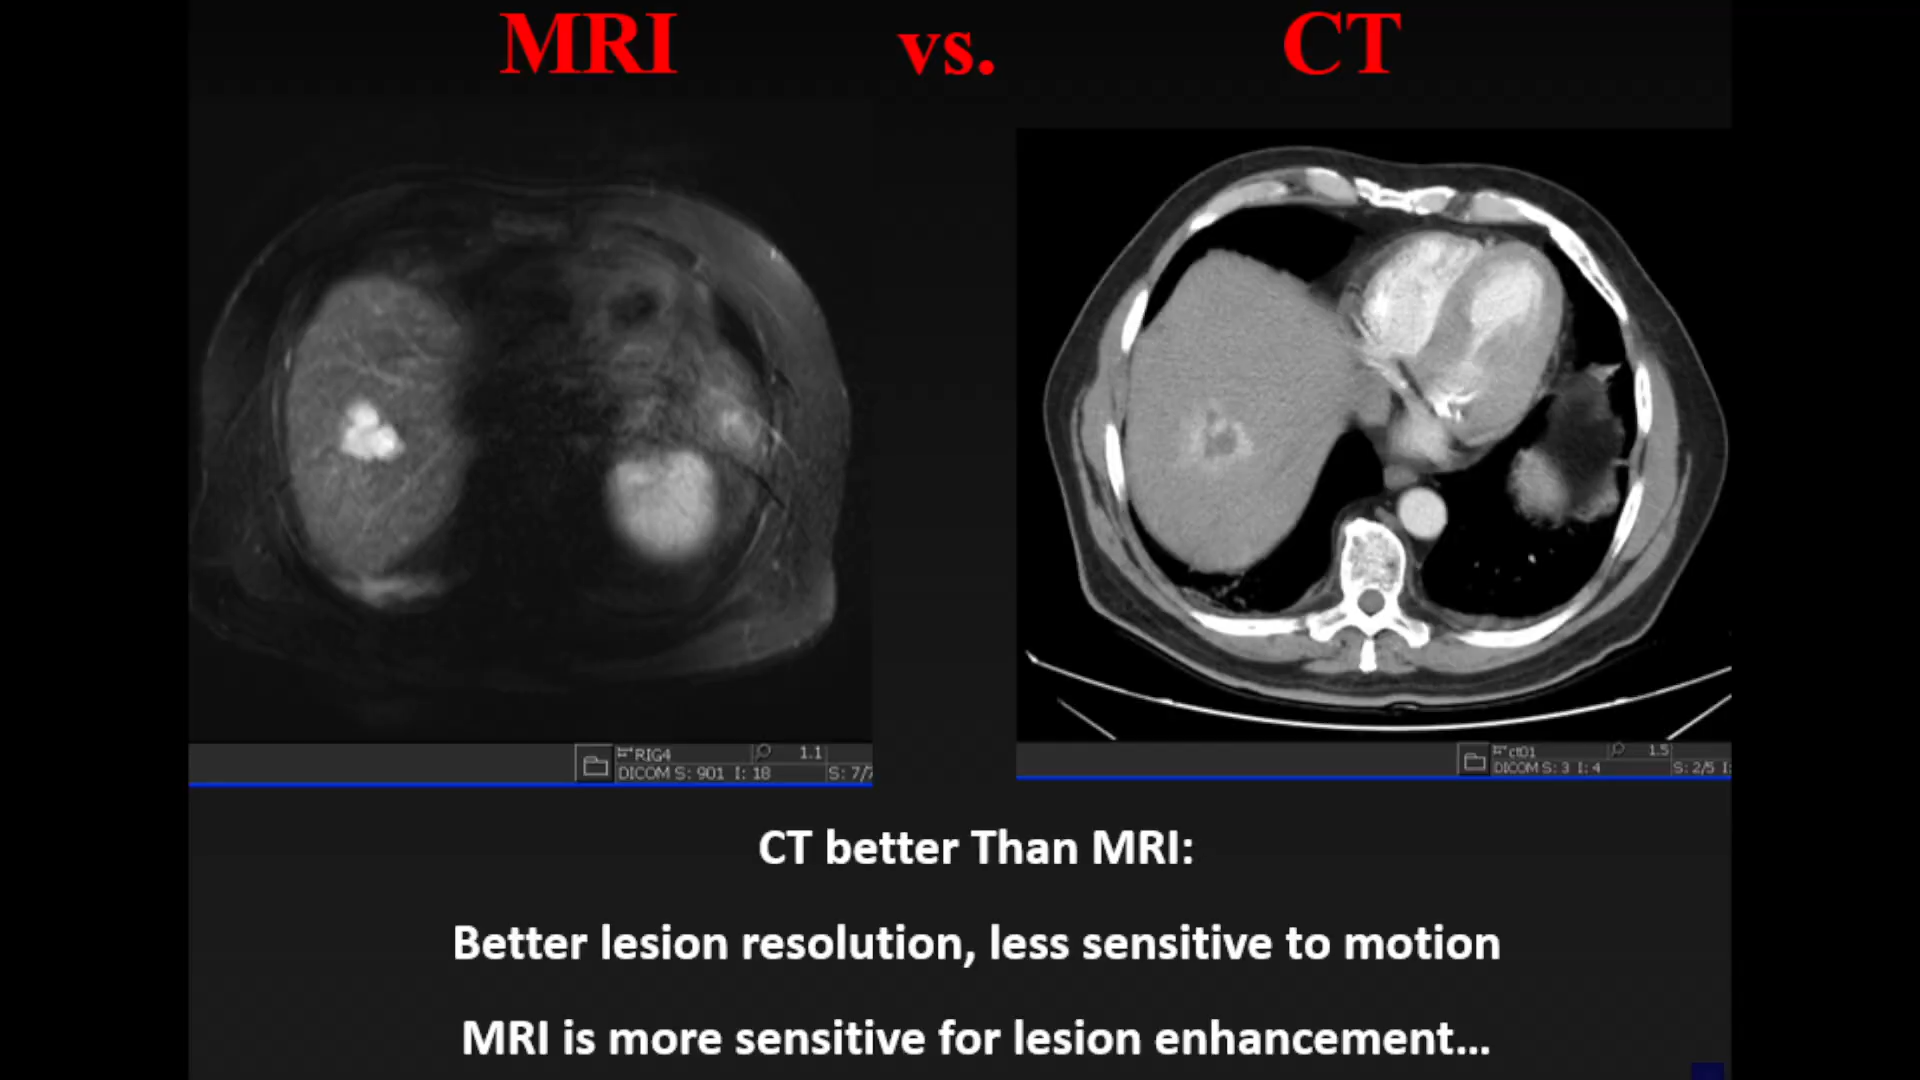 MRI vs. CT
RIG4 1.1
DICOM S: 901 I: 18 S: 7/7
ct01 1.5
DICOM S: 3 I: 4 S: 2/5 I:
CT better Than MRI:
Better lesion resolution, less sensitive to motion
MRI is more sensitive for lesion enhancement...